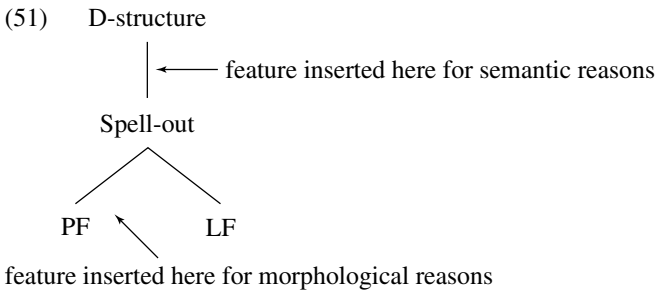 (51) D-structure
feature inserted here for semantic reasons
Spell-out
PF LF
feature inserted here for morphological reasons